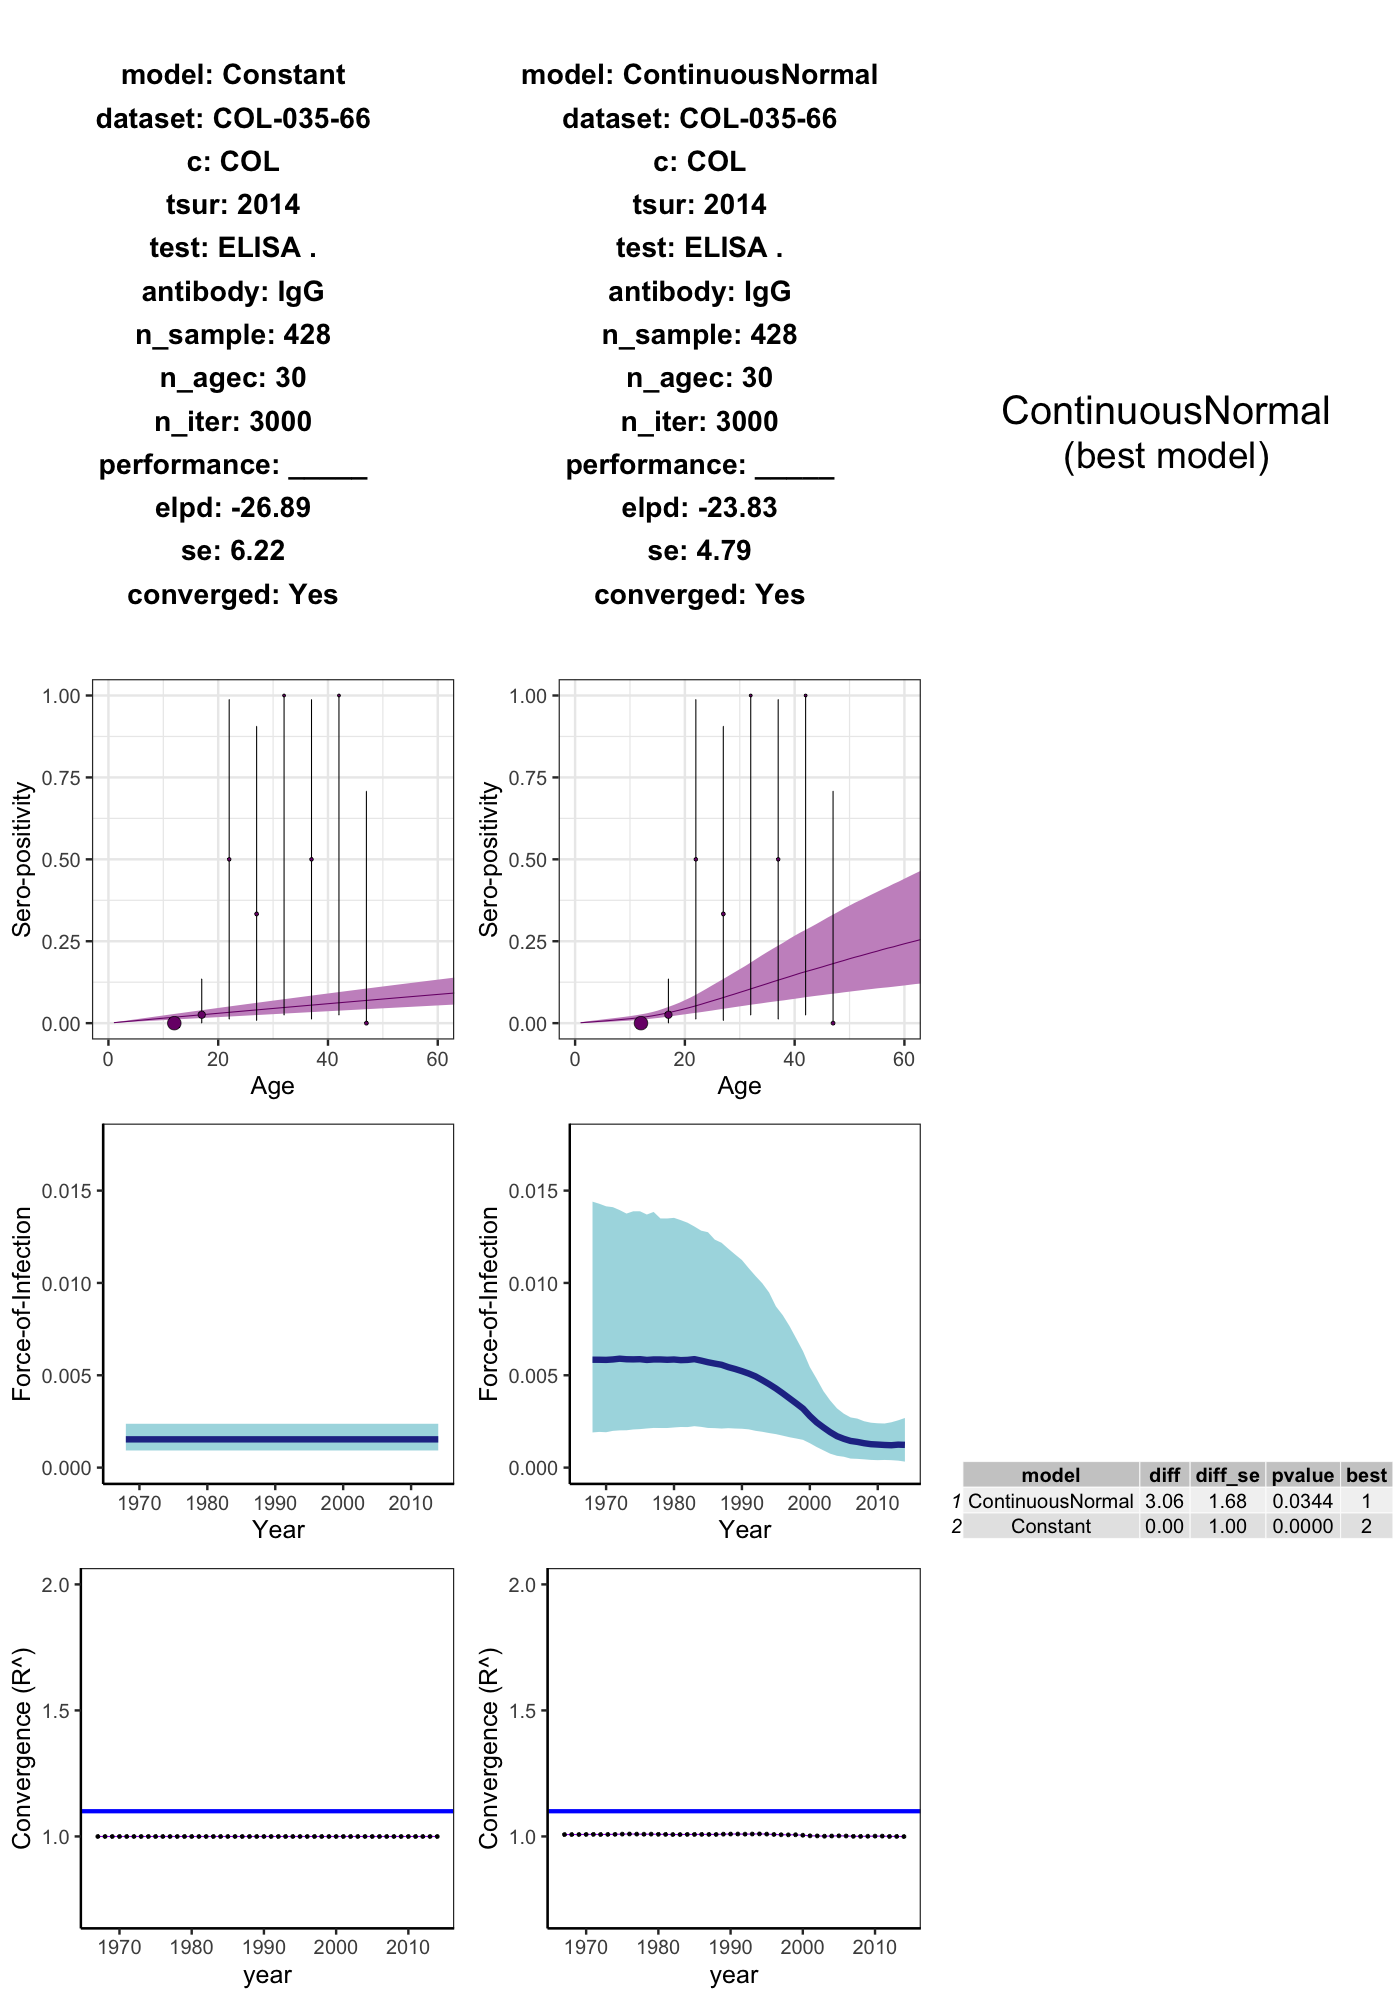 model: Constant
dataset: COL-035-66
c: COL
tsur: 2014
test: ELISA .
antibody: IgG
n_sample: 428
n_agec: 30
n_iter: 3000
performance: _____
elpd: -26.89
se: 6.22
converged: Yes
model: ContinuousNormal
dataset: COL-035-66
c: COL
tsur: 2014
test: ELISA .
antibody: IgG
n_sample: 428
n_agec: 30
n_iter: 3000
performance: _____
elpd: -23.83
se: 4.79
converged: Yes
ContinuousNormal
(best model)
Sero-positivity
1.00
0.75
0.50
0.25
0.00
0 20 40 60
Age
Sero-positivity
1.00
0.75
0.50
0.25
0.00
0 20 40 60
Age
Force-of-Infection
0.015
0.010
0.005
0.000
1970 1980 1990 2000 2010
Year
Force-of-Infection
0.015
0.010
0.005
0.000
1970 1980 1990 2000 2010
Year
model diff diff_se pvalue best
1 ContinuousNormal 3.06 1.68 0.0344 1
2 Constant 0.00 1.00 0.0000 2
Convergence (R^)
2.0
1.5
1.0
1970 1980 1990 2000 2010
year
Convergence (R^)
2.0
1.5
1.0
1970 1980 1990 2000 2010
year